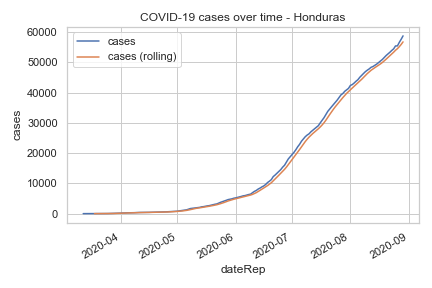 COVID-19 cases over time - Honduras
cases
cases (rolling)
60000
50000
40000
30000
20000
10000
0
cases
2020-04
2020-05
2020-06
2020-07
2020-08
2020-09
dateRep